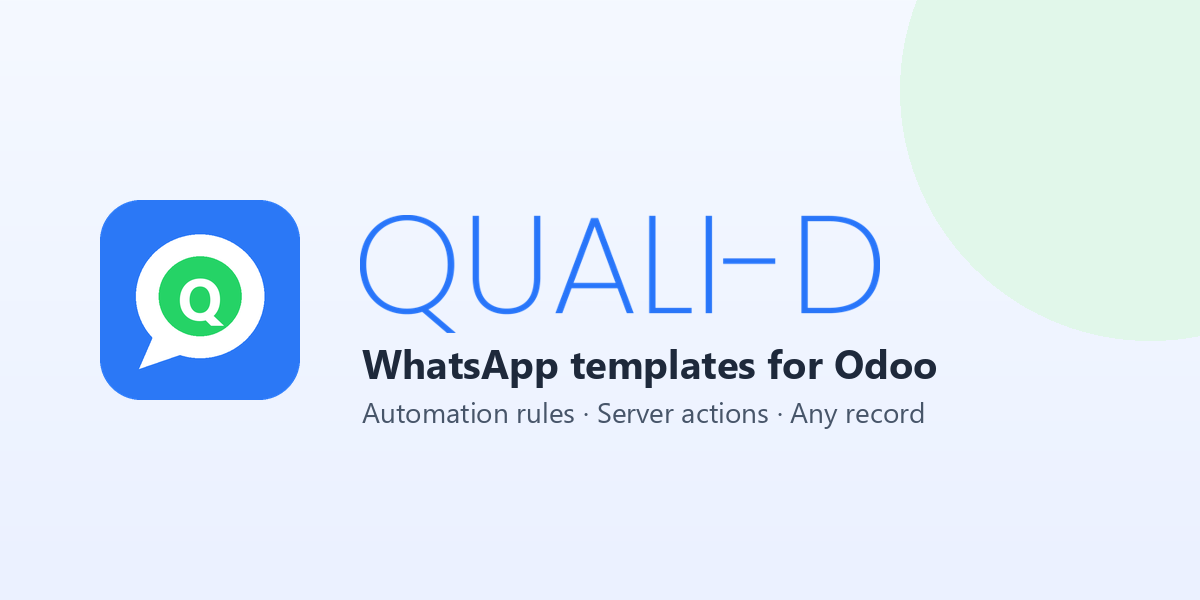 Q
QUALI-D
WhatsApp templates for Odoo
Automation rules · Server actions · Any record